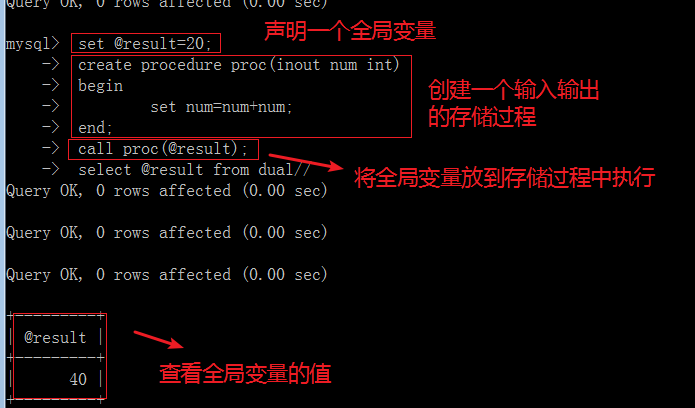 Query OK, 0 rows affected (0.00 sec)
声明一个全局变量
mysql> set @result=20;
-> create procedure proc(inout num int)
-> begin
-> set num=num+num;
-> end;
创建一个输入输出
的存储过程
-> call proc(@result);
-> select @result from dual//
将全局变量放到存储过程中执行
Query OK, 0 rows affected (0.00 sec)
Query OK, 0 rows affected (0.00 sec)
Query OK, 0 rows affected (0.00 sec)
+---------+
| @result |
+---------+
| 40 |
+---------+
查看全局变量的值